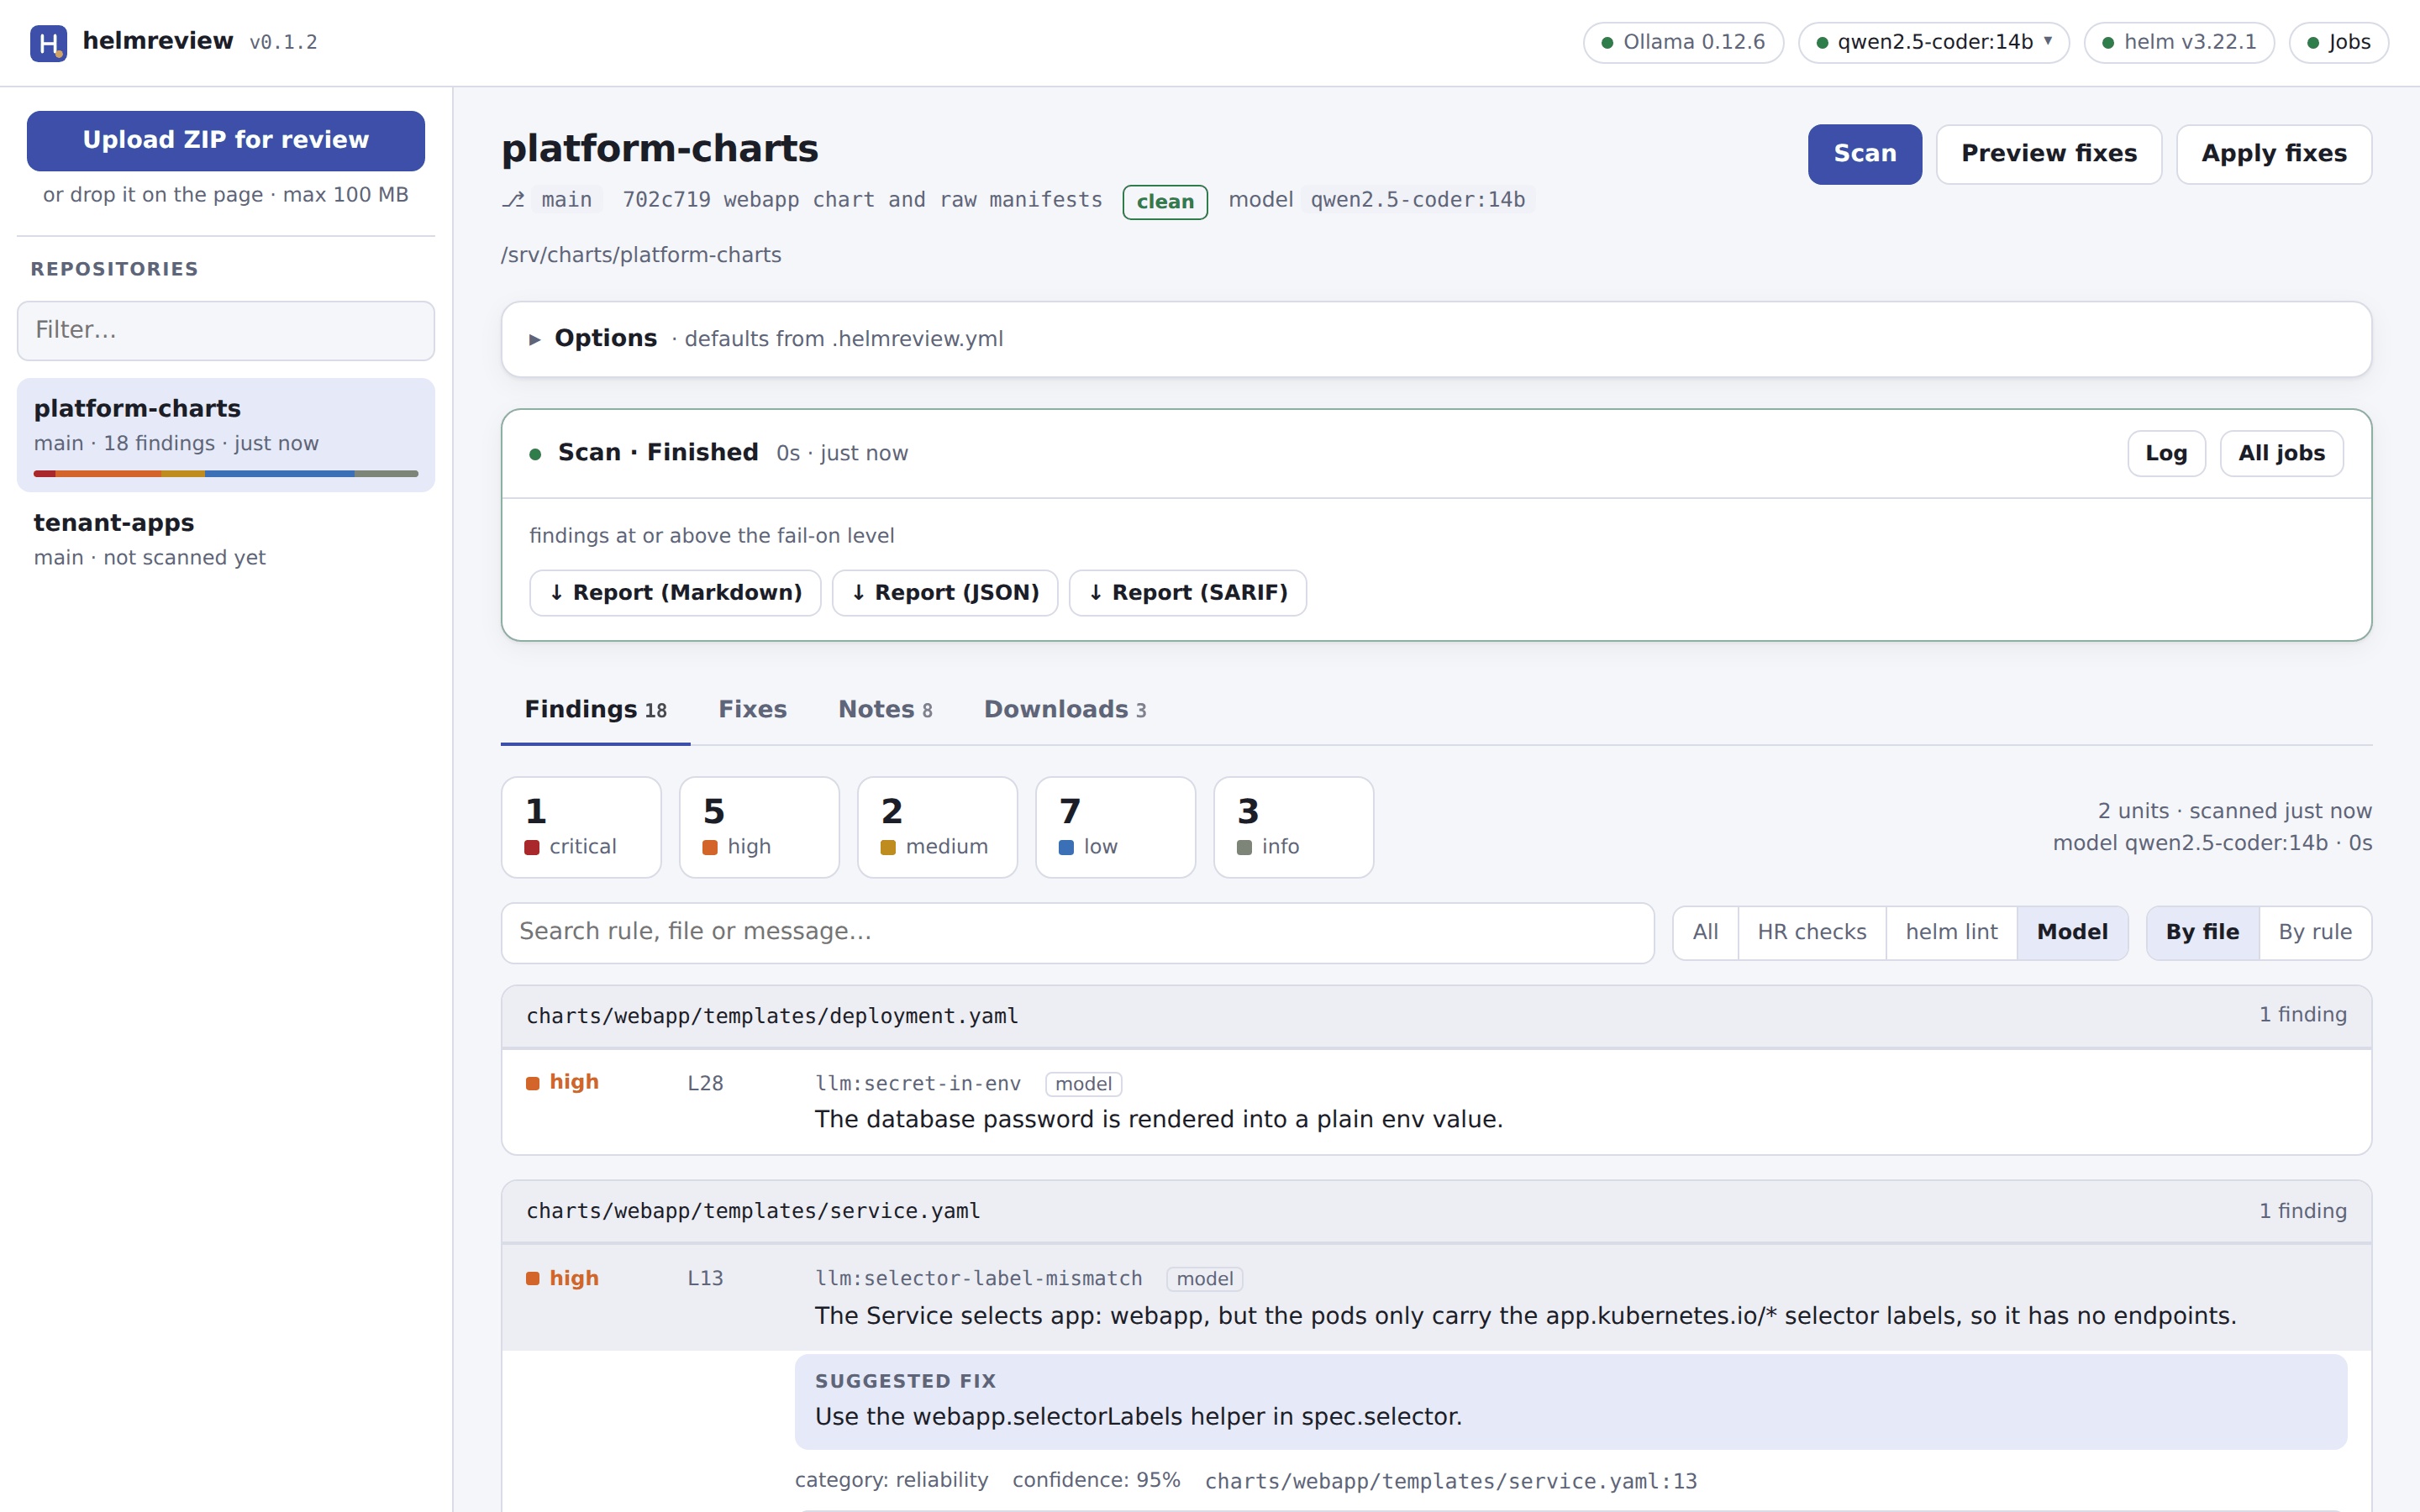 helmreview v0.1.2
Ollama 0.12.6
qwen2.5-coder:14b ▾
helm v3.22.1
Jobs
Upload ZIP for review
or drop it on the page · max 100 MB
REPOSITORIES
Filter…
platform-charts
main · 18 findings · just now
tenant-apps
main · not scanned yet
platform-charts
Scan
Preview fixes
Apply fixes
⎇ main 702c719 webapp chart and raw manifests clean model qwen2.5-coder:14b
/srv/charts/platform-charts
▸ Options · defaults from .helmreview.yml
Scan · Finished 0s · just now
Log
All jobs
findings at or above the fail-on level
↓ Report (Markdown)
↓ Report (JSON)
↓ Report (SARIF)
Findings 18
Fixes
Notes 8
Downloads 3
1
critical
5
high
2
medium
7
low
3
info
2 units · scanned just now
model qwen2.5-coder:14b · 0s
Search rule, file or message…
All
HR checks
helm lint
Model
By file
By rule
charts/webapp/templates/deployment.yaml
1 finding
high L28 llm:secret-in-env model
The database password is rendered into a plain env value.
charts/webapp/templates/service.yaml
1 finding
high L13 llm:selector-label-mismatch model
The Service selects app: webapp, but the pods only carry the app.kubernetes.io/* selector labels, so it has no endpoints.
SUGGESTED FIX
Use the webapp.selectorLabels helper in spec.selector.
category: reliability confidence: 95% charts/webapp/templates/service.yaml:13